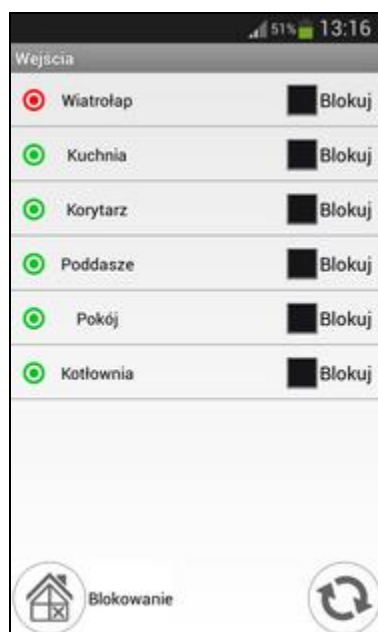 51% 13:16
Wejścia
Wiatrołap Blokuj
Kuchnia Blokuj
Korytarz Blokuj
Poddasze Blokuj
Pokój Blokuj
Kotłownia Blokuj
Blokowanie